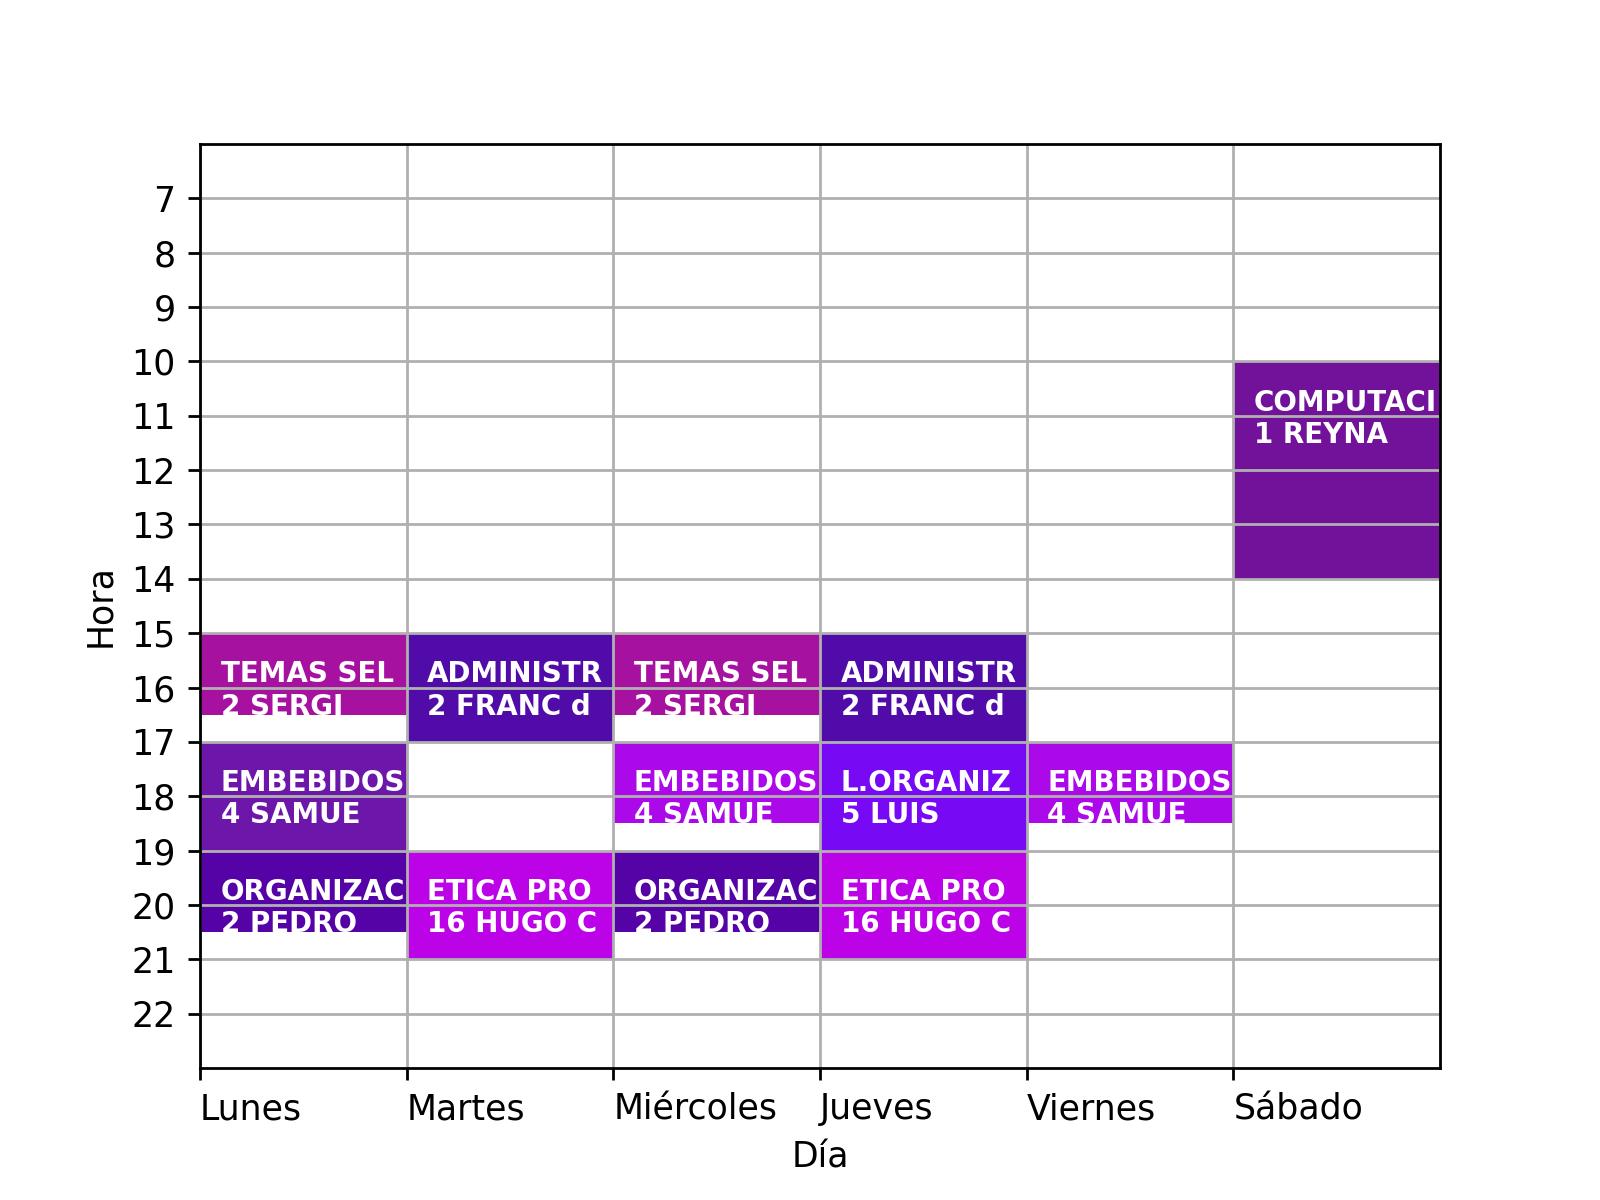 7
8
9
10
11
12
13
14
15
16
17
18
19
20
21
22
Hora
COMPUTACI
1 REYNA
TEMAS SEL
2 SERGI
ADMINISTR
2 FRANC d
TEMAS SEL
2 SERGI
ADMINISTR
2 FRANC d
EMBEBIDOS
4 SAMUE
EMBEBIDOS
4 SAMUE
L.ORGANIZ
5 LUIS
EMBEBIDOS
4 SAMUE
ORGANIZAC
2 PEDRO
ETICA PRO
16 HUGO C
ORGANIZAC
2 PEDRO
ETICA PRO
16 HUGO C
Lunes
Martes
Miércoles
Jueves
Viernes
Sábado
Día